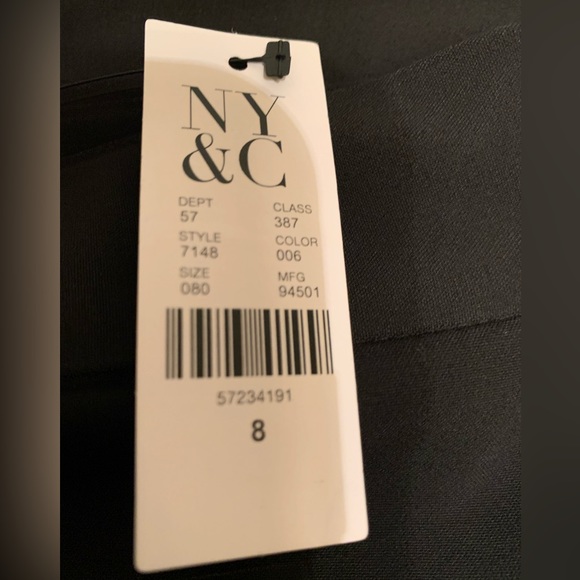 NY
&C
DEPT CLASS
57 387
STYLE COLOR
7148 006
SIZE MFG
080 94501
57234191
8